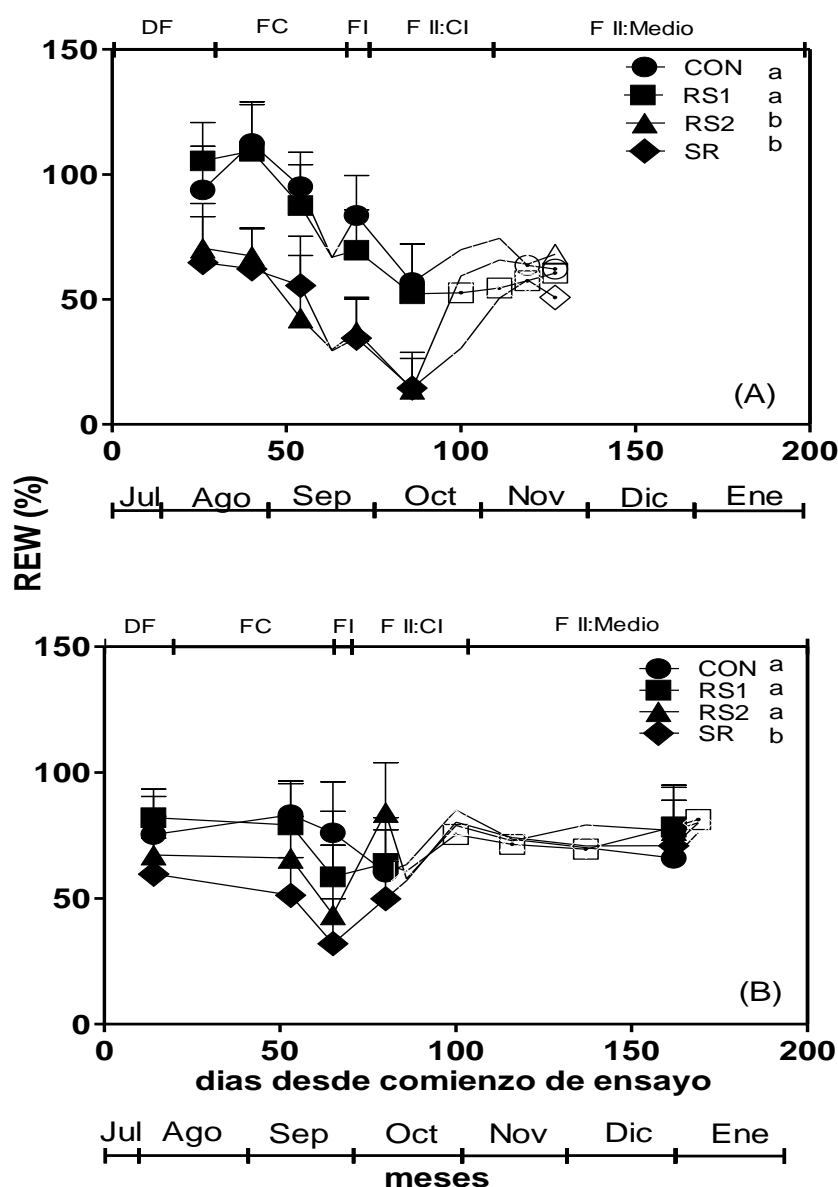 DF FC FI F II:CI F II:Medio
150
CON a
RS1 a
RS2 b
SR b
100
50
(A)
0
0 50 100 150 200
Jul Ago Sep Oct Nov Dic Ene
REW (%)
DF FC FI F II:CI F II:Medio
150
CON a
RS1 a
RS2 a
SR b
100
50
(B)
0
0 50 100 150 200
dias desde comienzo de ensayo
Jul Ago Sep Oct Nov Dic Ene
meses